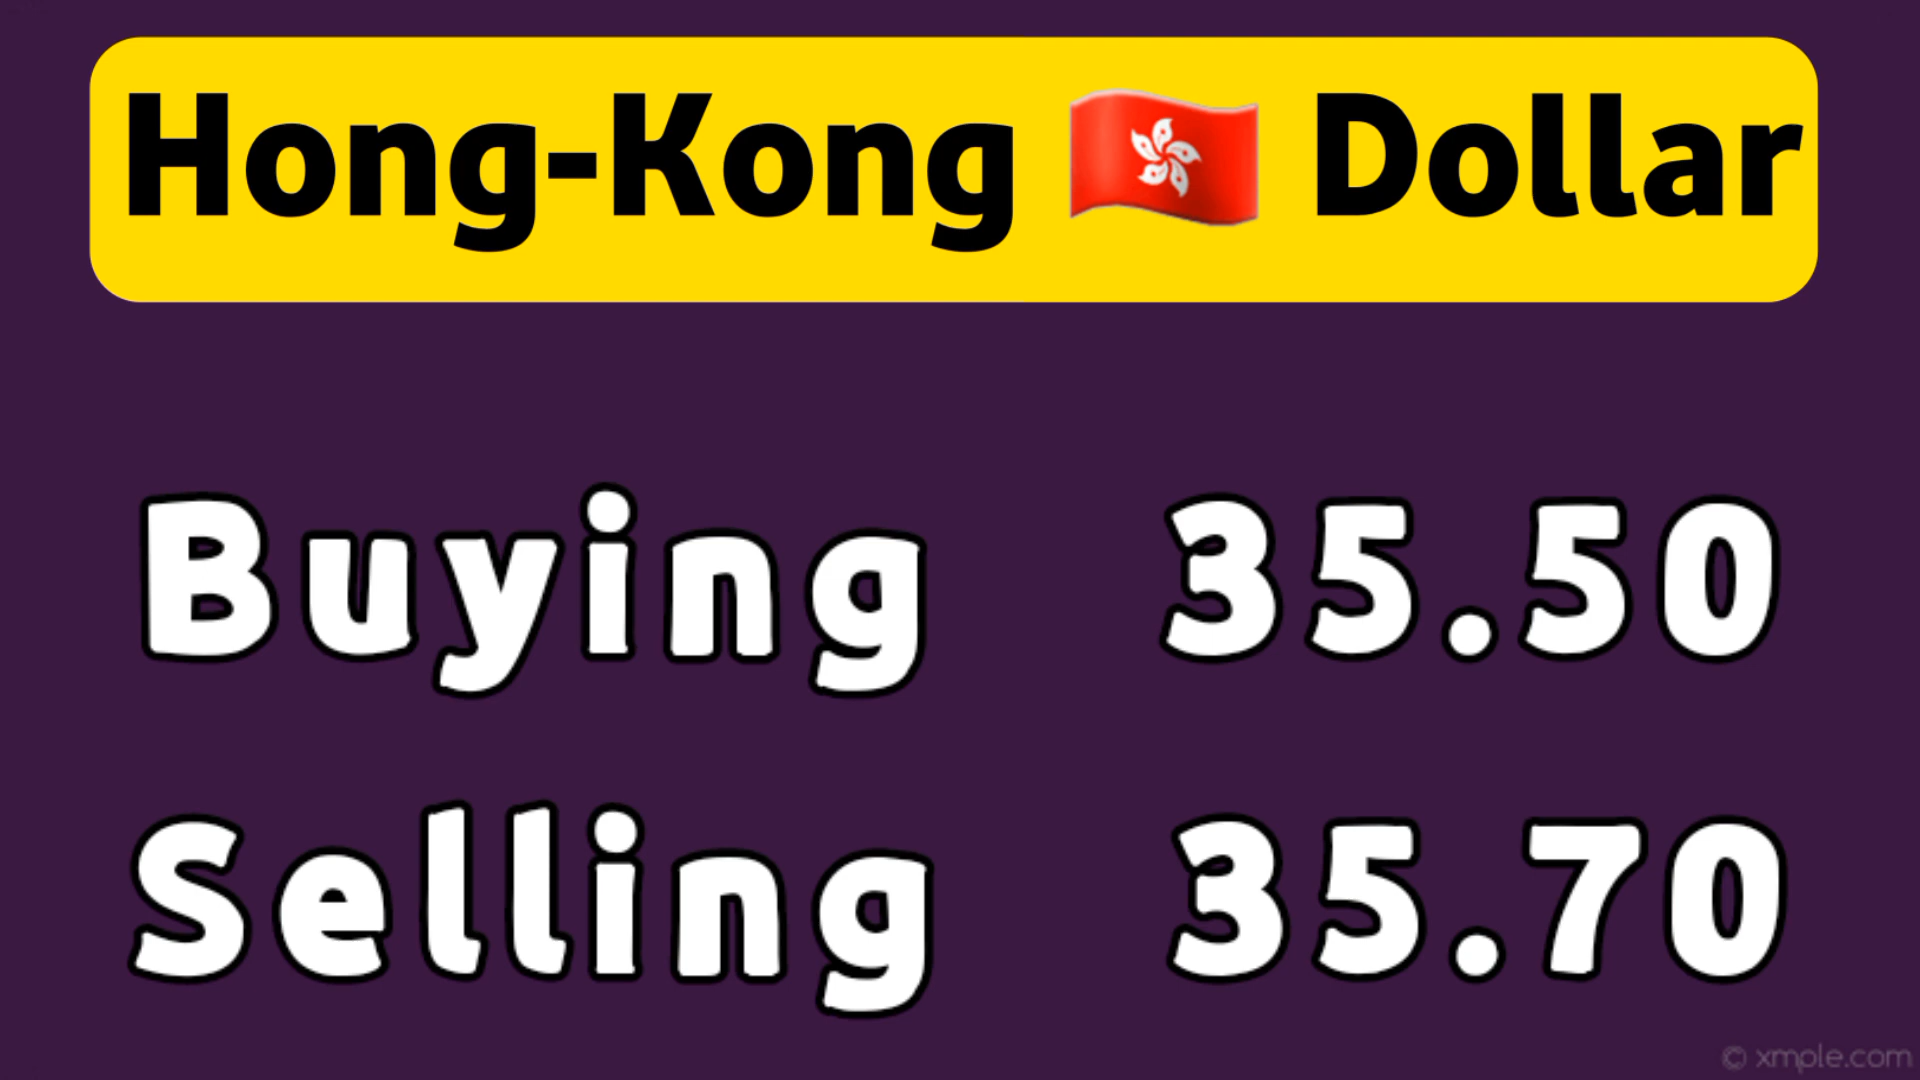 Hong-Kong 🇭🇰 Dollar
Buying 35.50
Selling 35.70
© xmple.com